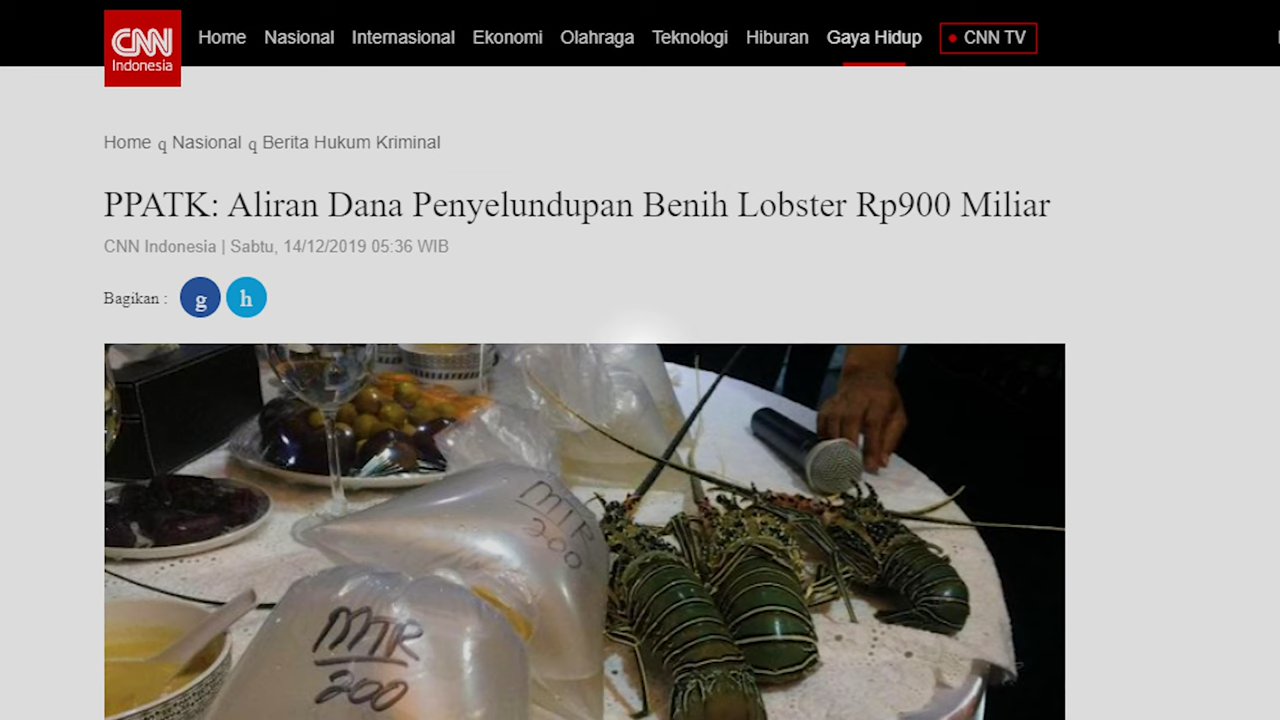 CNN
Indonesia
Home Nasional Internasional Ekonomi Olahraga Teknologi Hiburan Gaya Hidup CNN TV
Home q Nasional q Berita Hukum Kriminal
PPATK: Aliran Dana Penyelundupan Benih Lobster Rp900 Miliar
CNN Indonesia | Sabtu, 14/12/2019 05:36 WIB
Bagikan : g h
MTR
200
MTR
200